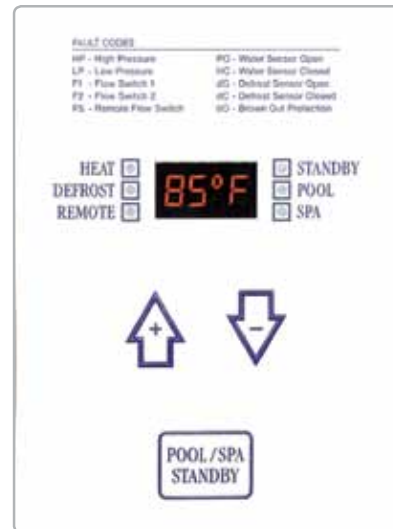 FAULT CODES
HP - High Pressure
LP - Low Pressure
F1 - Flow Switch 1
F2 - Flow Switch 2
FS - Remote Flow Switch
PO - Water Sensor Open
HC - Water Sensor Closed
dO - Defrost Sensor Open
dC - Defrost Sensor Closed
bO - Brown Out Protection
HEAT
DEFROST
REMOTE
85°F
STANDBY
POOL
SPA
+
-
POOL/SPA
STANDBY